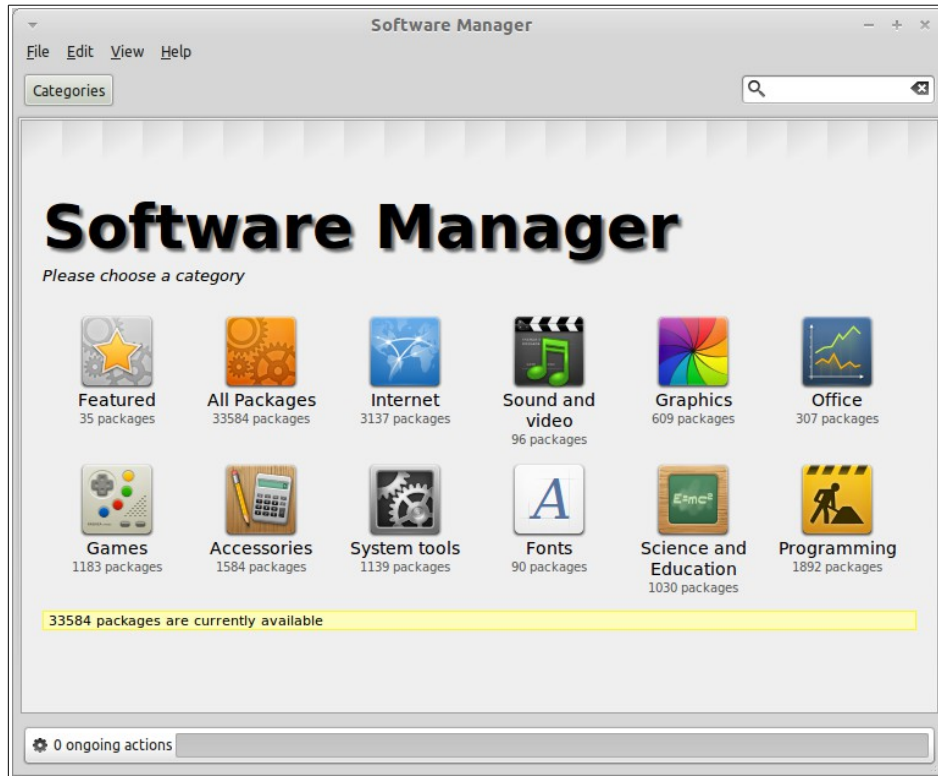 Software Manager
File Edit View Help
Categories
Software Manager
Please choose a category
Featured
35 packages
All Packages
33584 packages
Internet
3137 packages
Sound and
video
96 packages
Graphics
609 packages
Office
307 packages
Games
1183 packages
Accessories
1584 packages
System tools
1139 packages
Fonts
90 packages
E=mc²
Science and
Education
1030 packages
Programming
1892 packages
33584 packages are currently available
0 ongoing actions